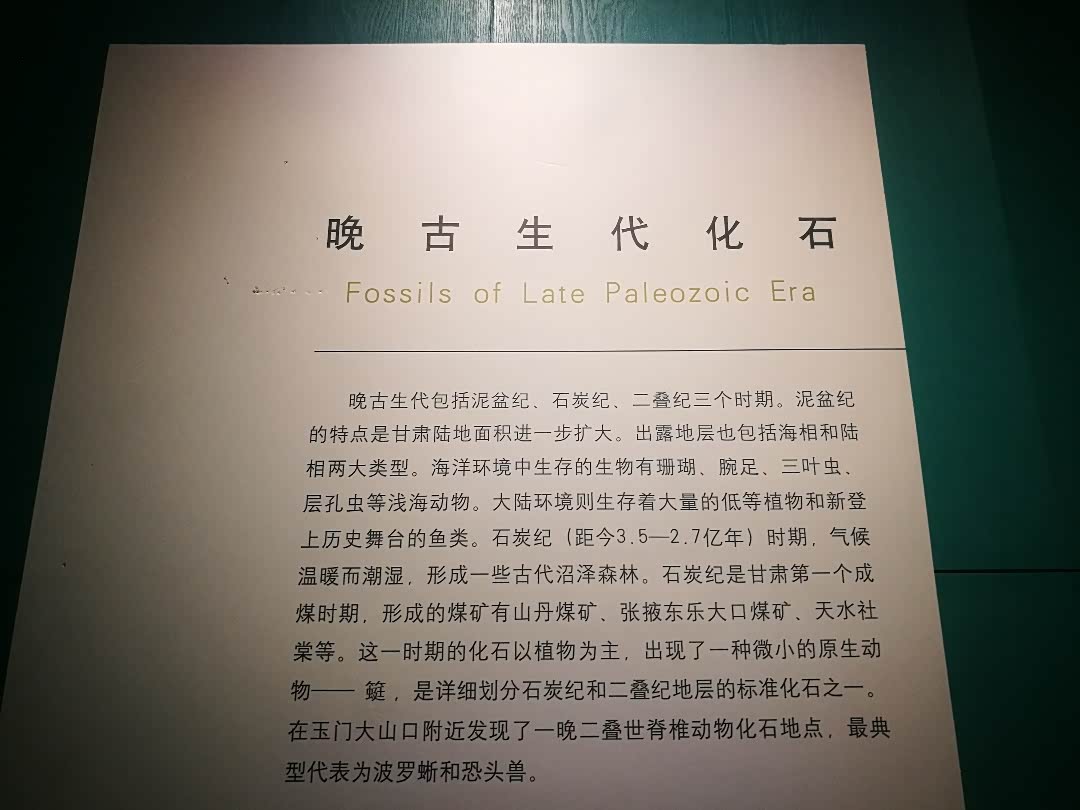 晚古生代化石
Fossils of Late Paleozoic Era
晚古生代包括泥盆纪、石炭纪、二叠纪三个时期。泥盆纪
的特点是甘肃陆地面积进一步扩大。出露地层也包括海相和陆
相两大类型。海洋环境中生存的生物有珊瑚、腕足、三叶虫、
层孔虫等浅海动物。大陆环境则生存着大量的低等植物和新登
上历史舞台的鱼类。石炭纪（距今3.5—2.7亿年）时期，气候
温暖而潮湿，形成一些古代沼泽森林。石炭纪是甘肃第一个成
煤时期，形成的煤矿有山丹煤矿、张掖东乐大口煤矿、天水社
棠等。这一时期的化石以植物为主，出现了一种微小的原生动
物—— 䗴，是详细划分石炭纪和二叠纪地层的标准化石之一。
在玉门大山口附近发现了一晚二叠世脊椎动物化石地点，最典
型代表为波罗蜥和恐头兽。